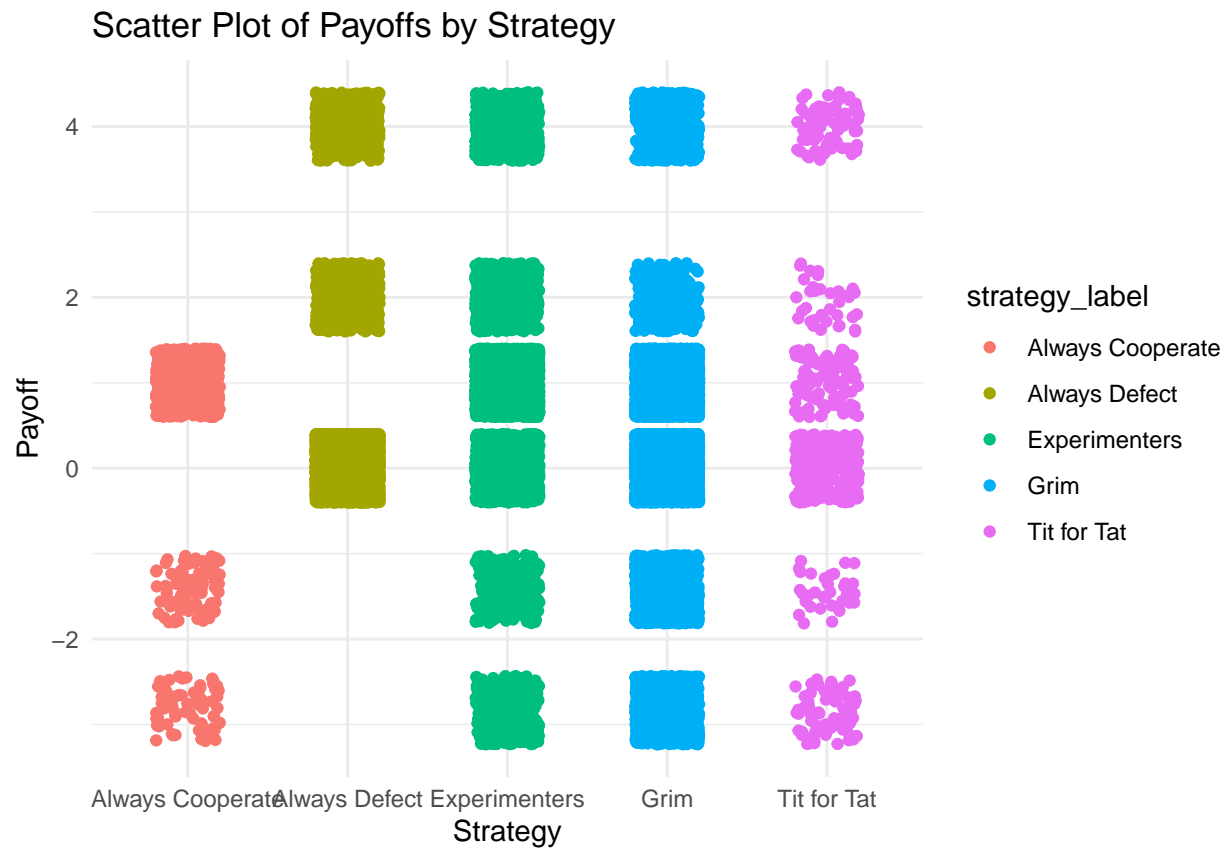 Scatter Plot of Payoffs by Strategy
4
2
0
−2
Payoff
Always Cooperate
Always Defect
Experimenters
Grim
Tit for Tat
Strategy
strategy_label
Always Cooperate
Always Defect
Experimenters
Grim
Tit for Tat